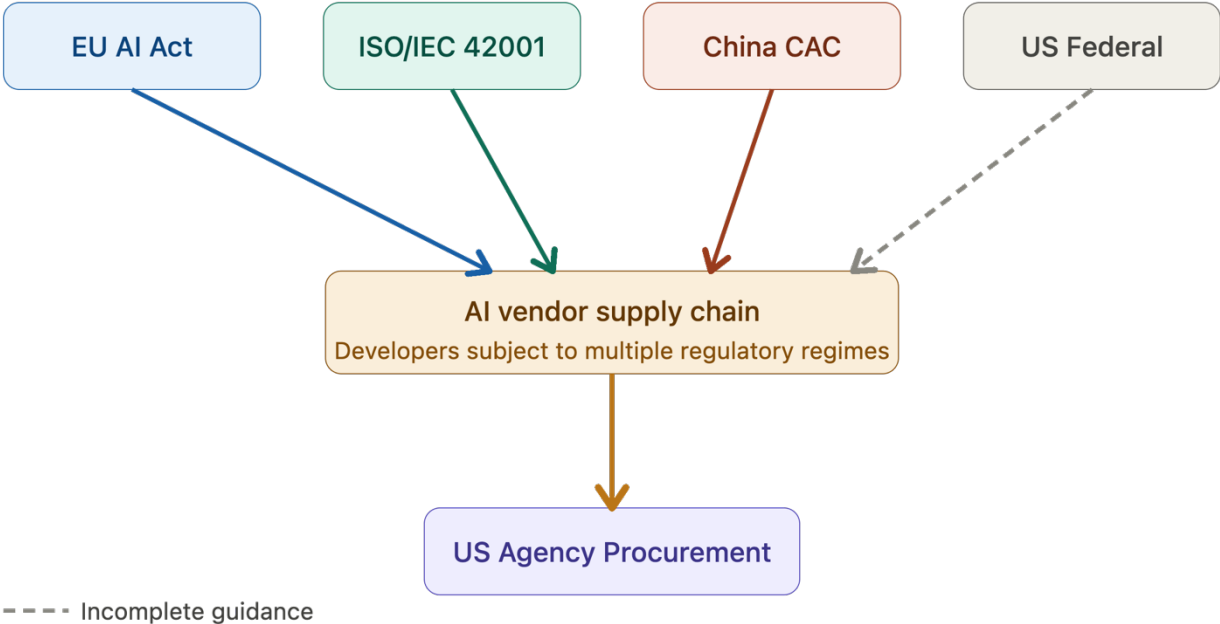 EU AI Act
ISO/IEC 42001
China CAC
US Federal
AI vendor supply chain
Developers subject to multiple regulatory regimes
US Agency Procurement
Incomplete guidance